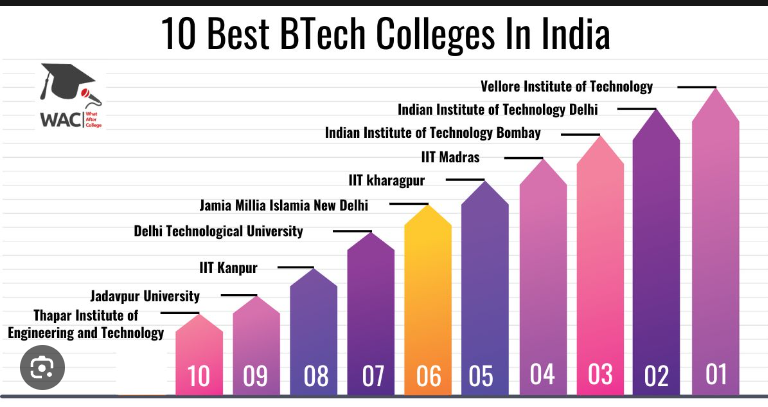 10 Best BTech Colleges In India
WAC
What
After
College
Vellore Institute of Technology
Indian Institute of Technology Delhi
Indian Institute of Technology Bombay
IIT Madras
IIT kharagpur
Jamia Millia Islamia New Delhi
Delhi Technological University
IIT Kanpur
Jadavpur University
Thapar Institute of
Engineering and Technology
10 09 08 07 06 05 04 03 02 01